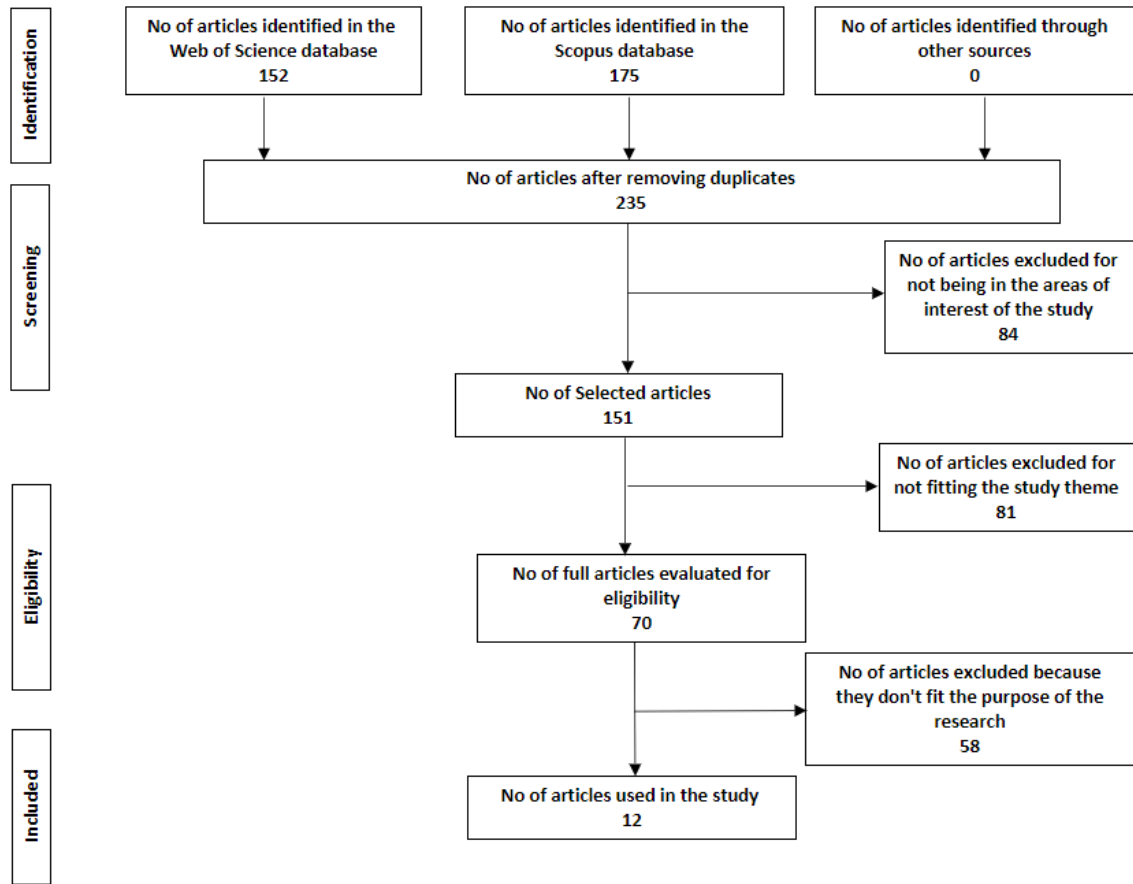 Identification
No of articles identified in the
Web of Science database
152
No of articles identified in the
Scopus database
175
No of articles identified through
other sources
0
No of articles after removing duplicates
235
Screening
No of articles excluded for
not being in the areas of
interest of the study
84
No of Selected articles
151
No of articles excluded for
not fitting the study theme
81
Eligibility
No of full articles evaluated for
eligibility
70
No of articles excluded because
they don't fit the purpose of the
research
58
Included
No of articles used in the study
12